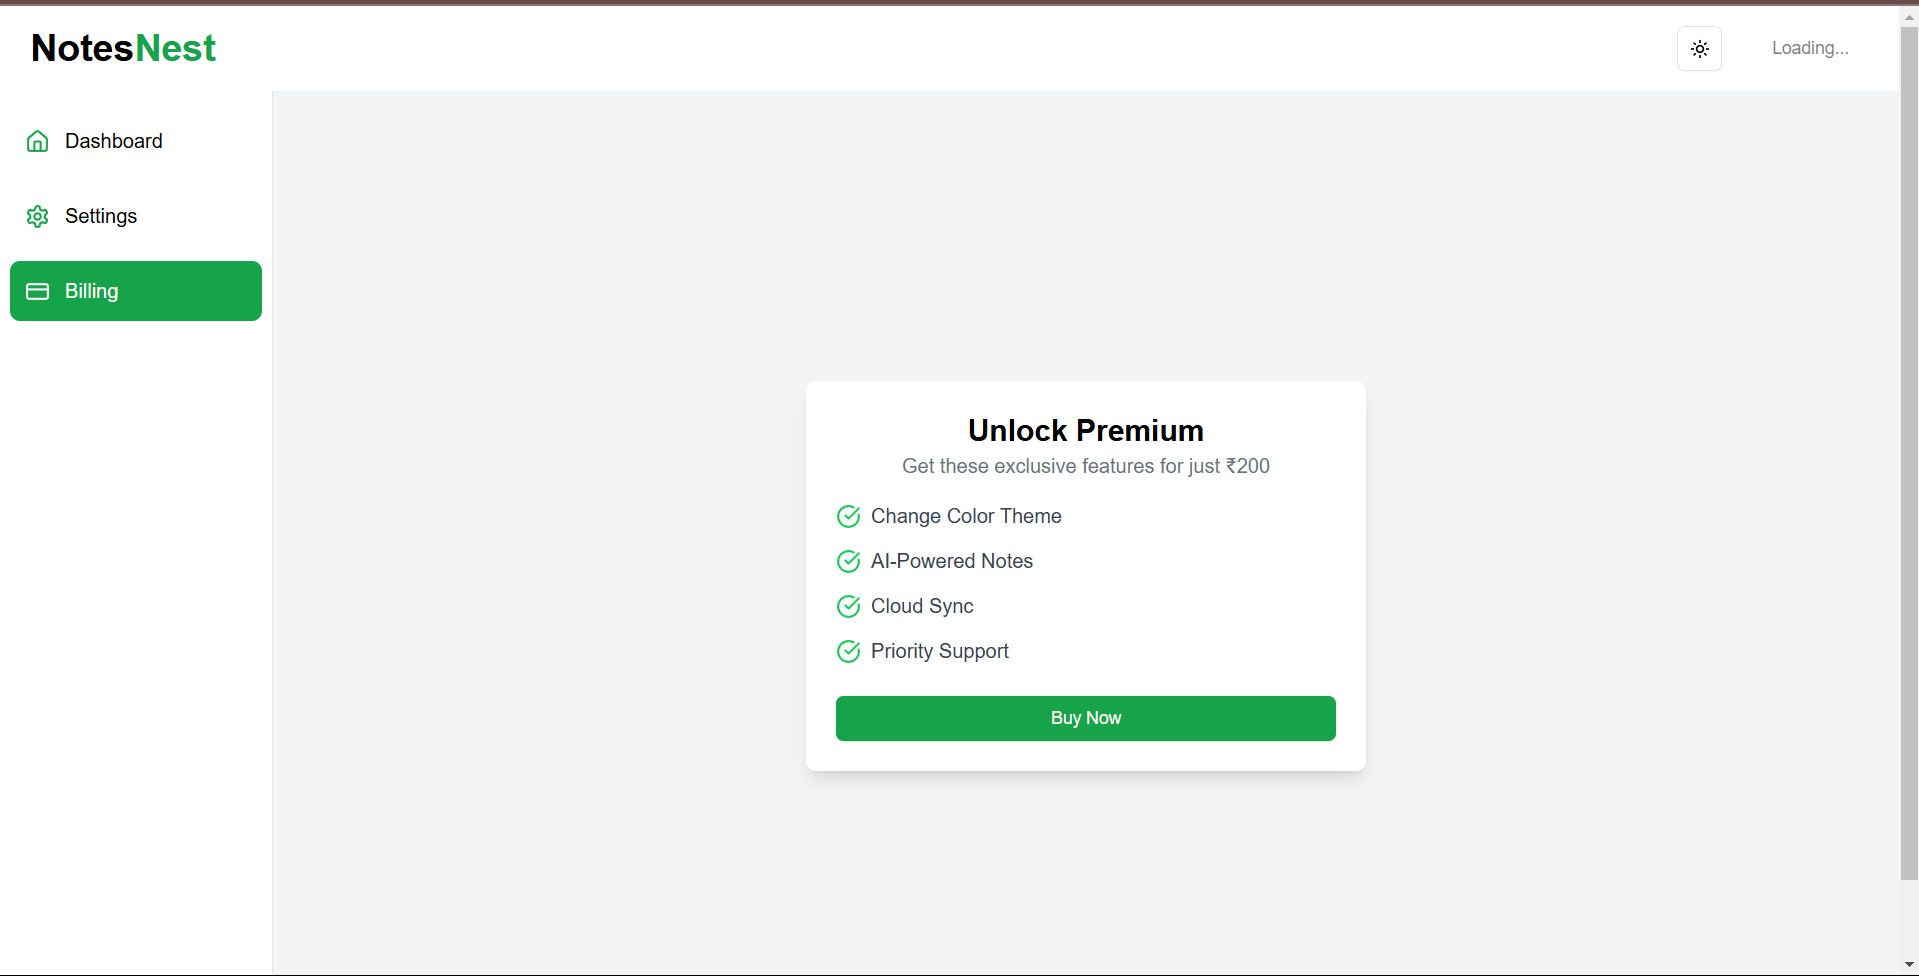 NotesNest
Loading...
Dashboard
Settings
Billing
Unlock Premium
Get these exclusive features for just ₹200
Change Color Theme
AI-Powered Notes
Cloud Sync
Priority Support
Buy Now